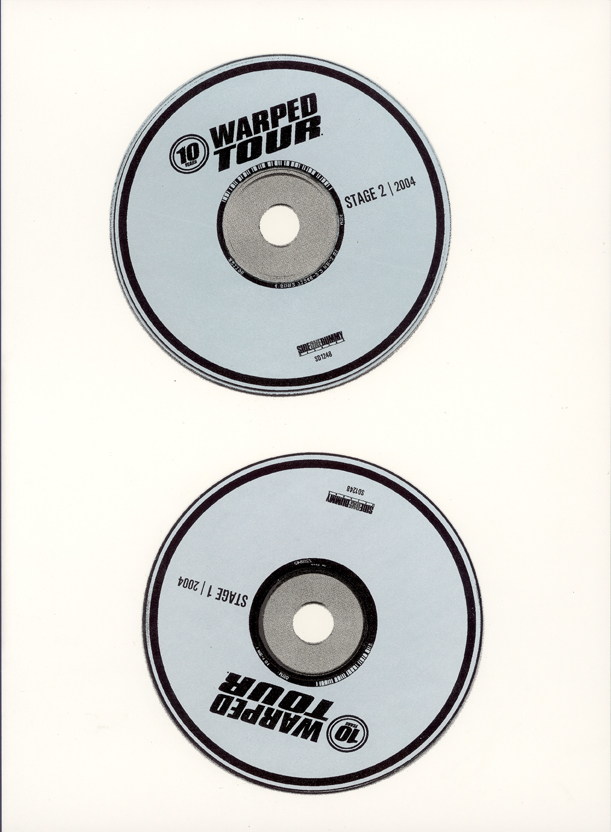 10
YEARS
WARPED
TOUR
STAGE 2 | 2004
SIDEONEDUMMY
SD1248
SD1248
SIDEONEDUMMY
STAGE 1 | 2004
WARPED
TOUR
10
YEARS